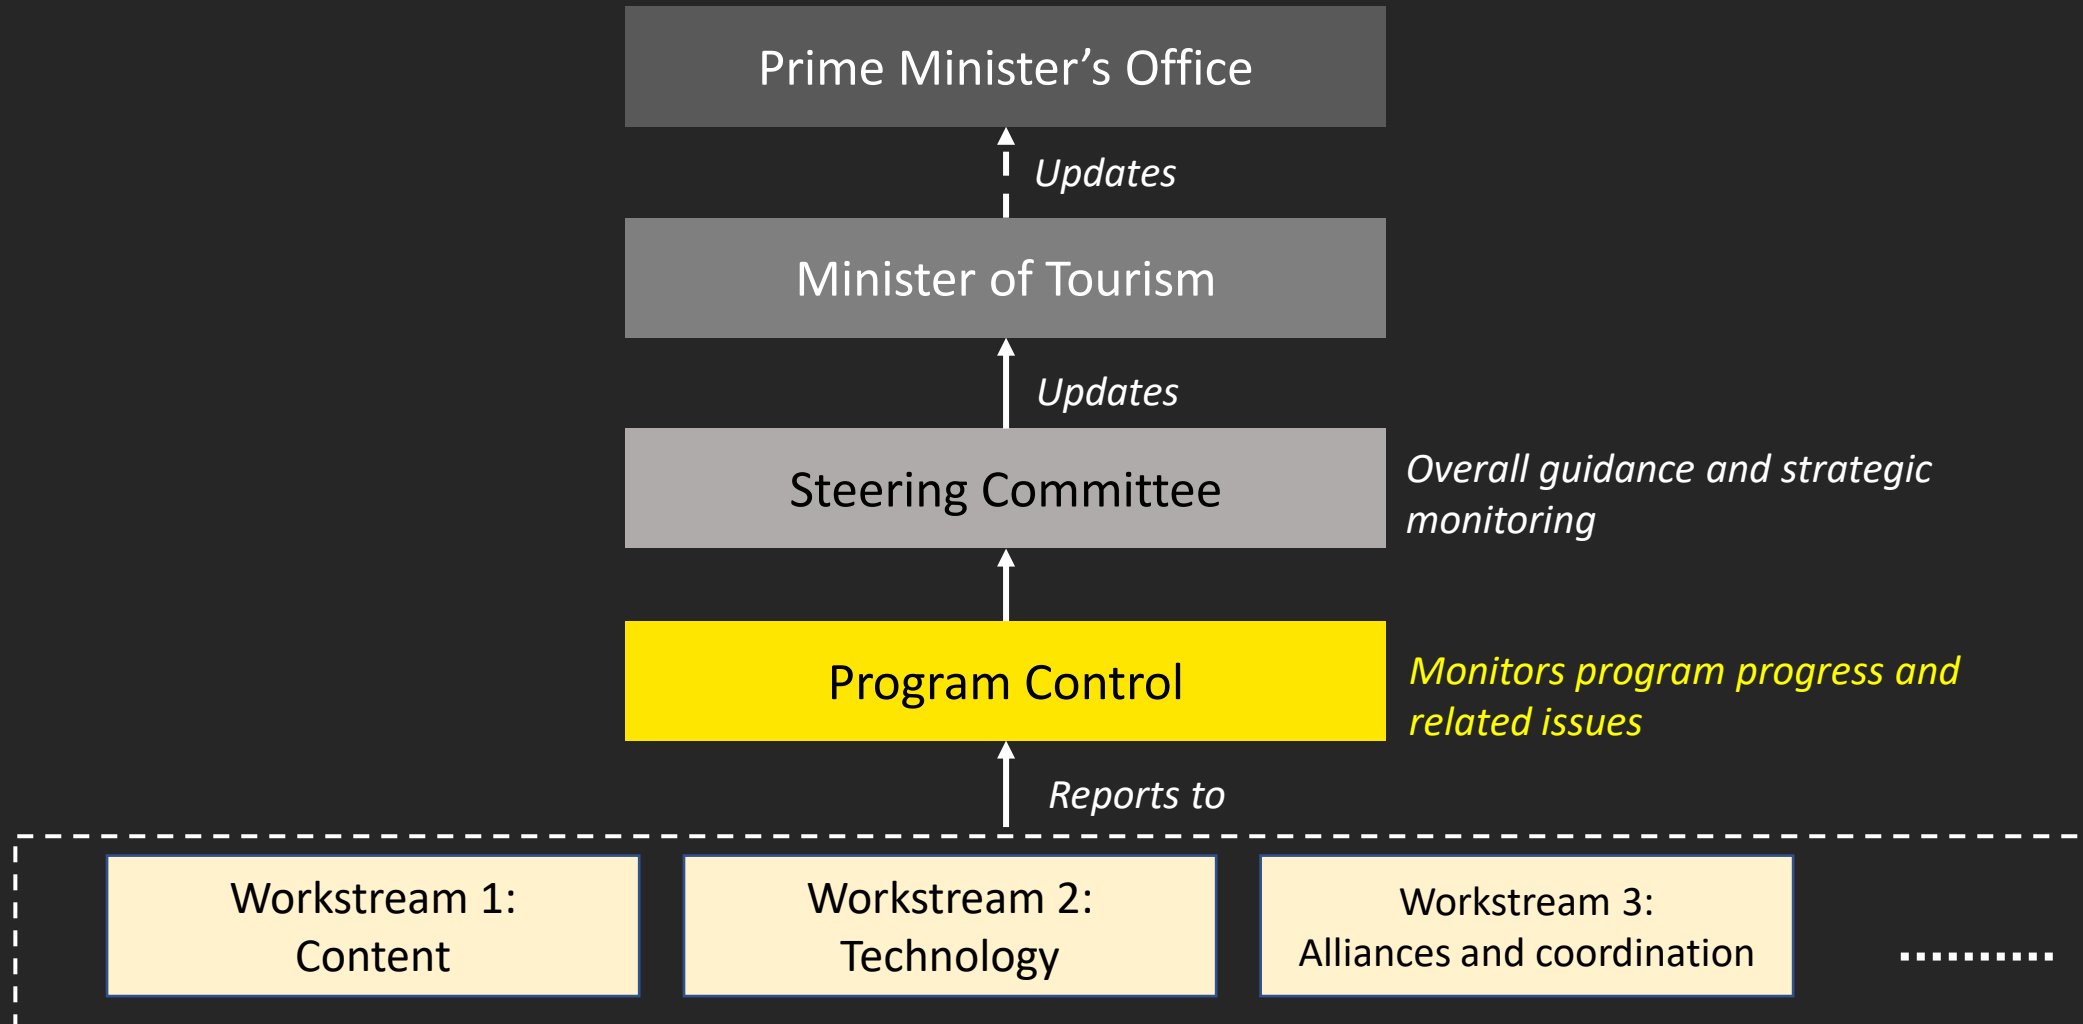 Prime Minister’s Office
Updates
Minister of Tourism
Updates
Steering Committee
Overall guidance and strategic
monitoring
Program Control
Monitors program progress and
related issues
Reports to
Workstream 1:
Content
Workstream 2:
Technology
Workstream 3:
Alliances and coordination
..........